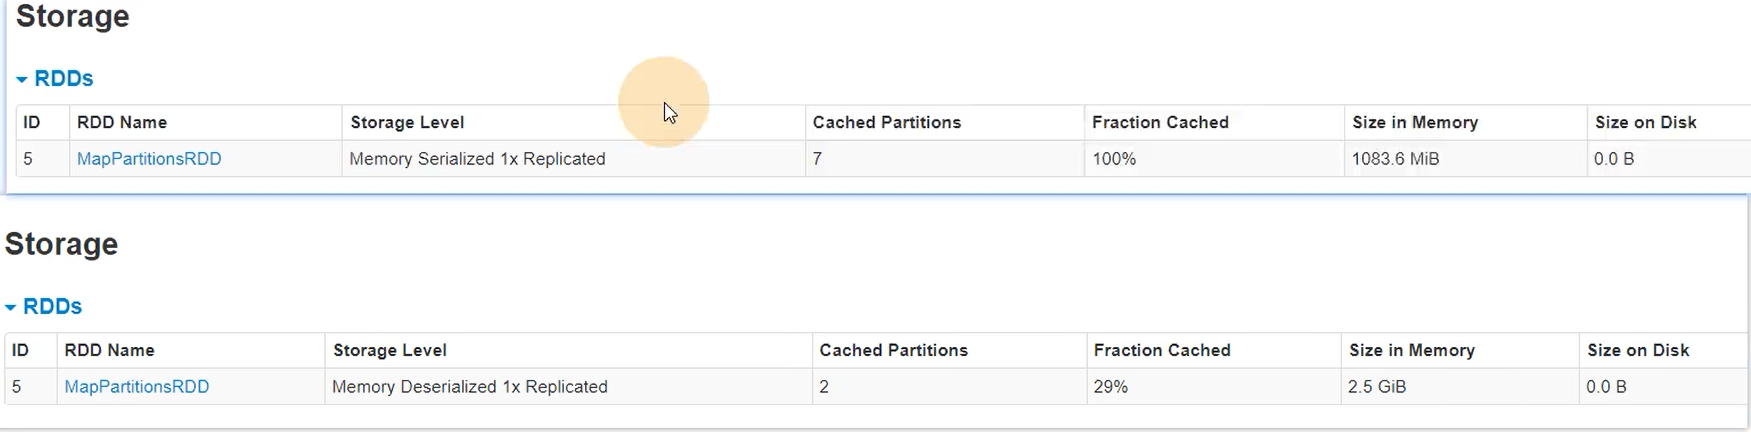 Storage
RDDs
ID RDD Name Storage Level Cached Partitions Fraction Cached Size in Memory Size on Disk
5 MapPartitionsRDD Memory Serialized 1x Replicated 7 100% 1083.6 MiB 0.0 B
Storage
RDDs
ID RDD Name Storage Level Cached Partitions Fraction Cached Size in Memory Size on Disk
5 MapPartitionsRDD Memory Deserialized 1x Replicated 2 29% 2.5 GiB 0.0 B